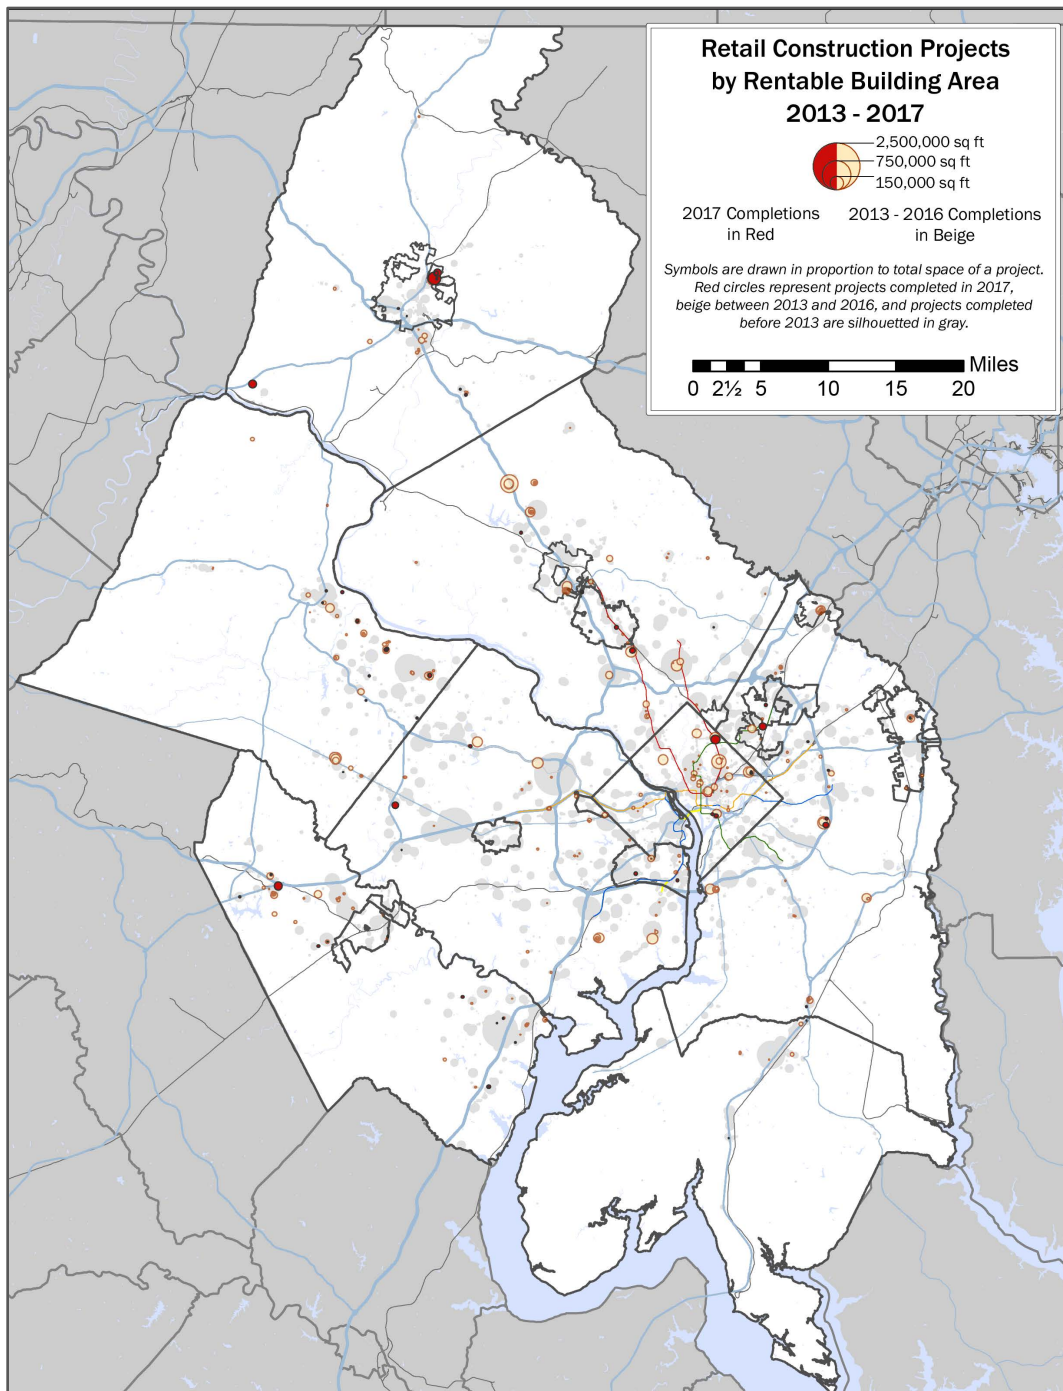 Retail Construction Projects
by Rentable Building Area
2013 - 2017
2,500,000 sq ft
750,000 sq ft
150,000 sq ft
2017 Completions
in Red
2013 - 2016 Completions
in Beige
Symbols are drawn in proportion to total space of a project.
Red circles represent projects completed in 2017,
beige between 2013 and 2016, and projects completed
before 2013 are silhouetted in gray.
Miles
0 2½ 5 10 15 20